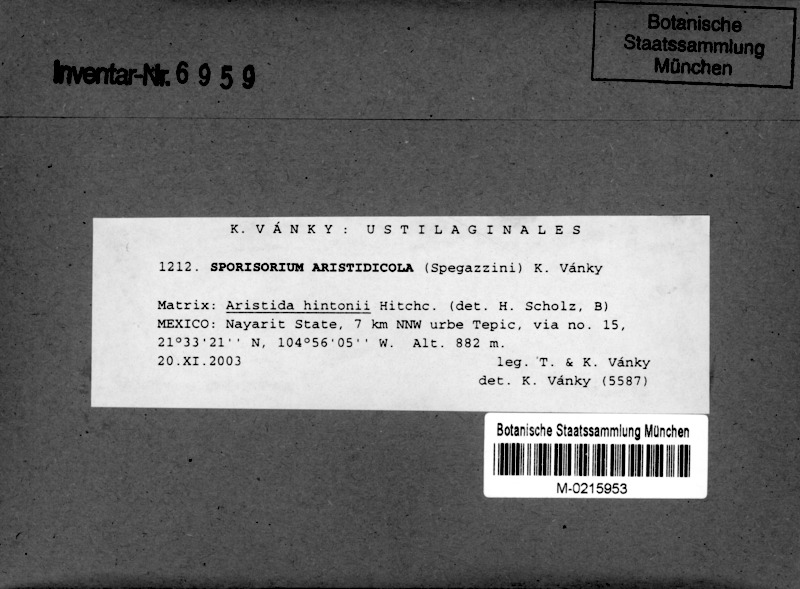 Inventar-Nr. 6959
Botanische
Staatssammlung
München
K. VÁNKY: USTILAGINALES
1212. SPORISORIUM ARISTIDICOLA (Spegazzini) K. Vánky
Matrix: Aristida hintonii Hitchc. (det. H. Scholz, B)
MEXICO: Nayarit State, 7 km NNW urbe Tepic, via no. 15,
21°33'21'' N, 104°56'05'' W. Alt. 882 m.
20.XI.2003 leg. T. & K. Vánky
det. K. Vánky (5587)
Botanische Staatssammlung München
M-0215953